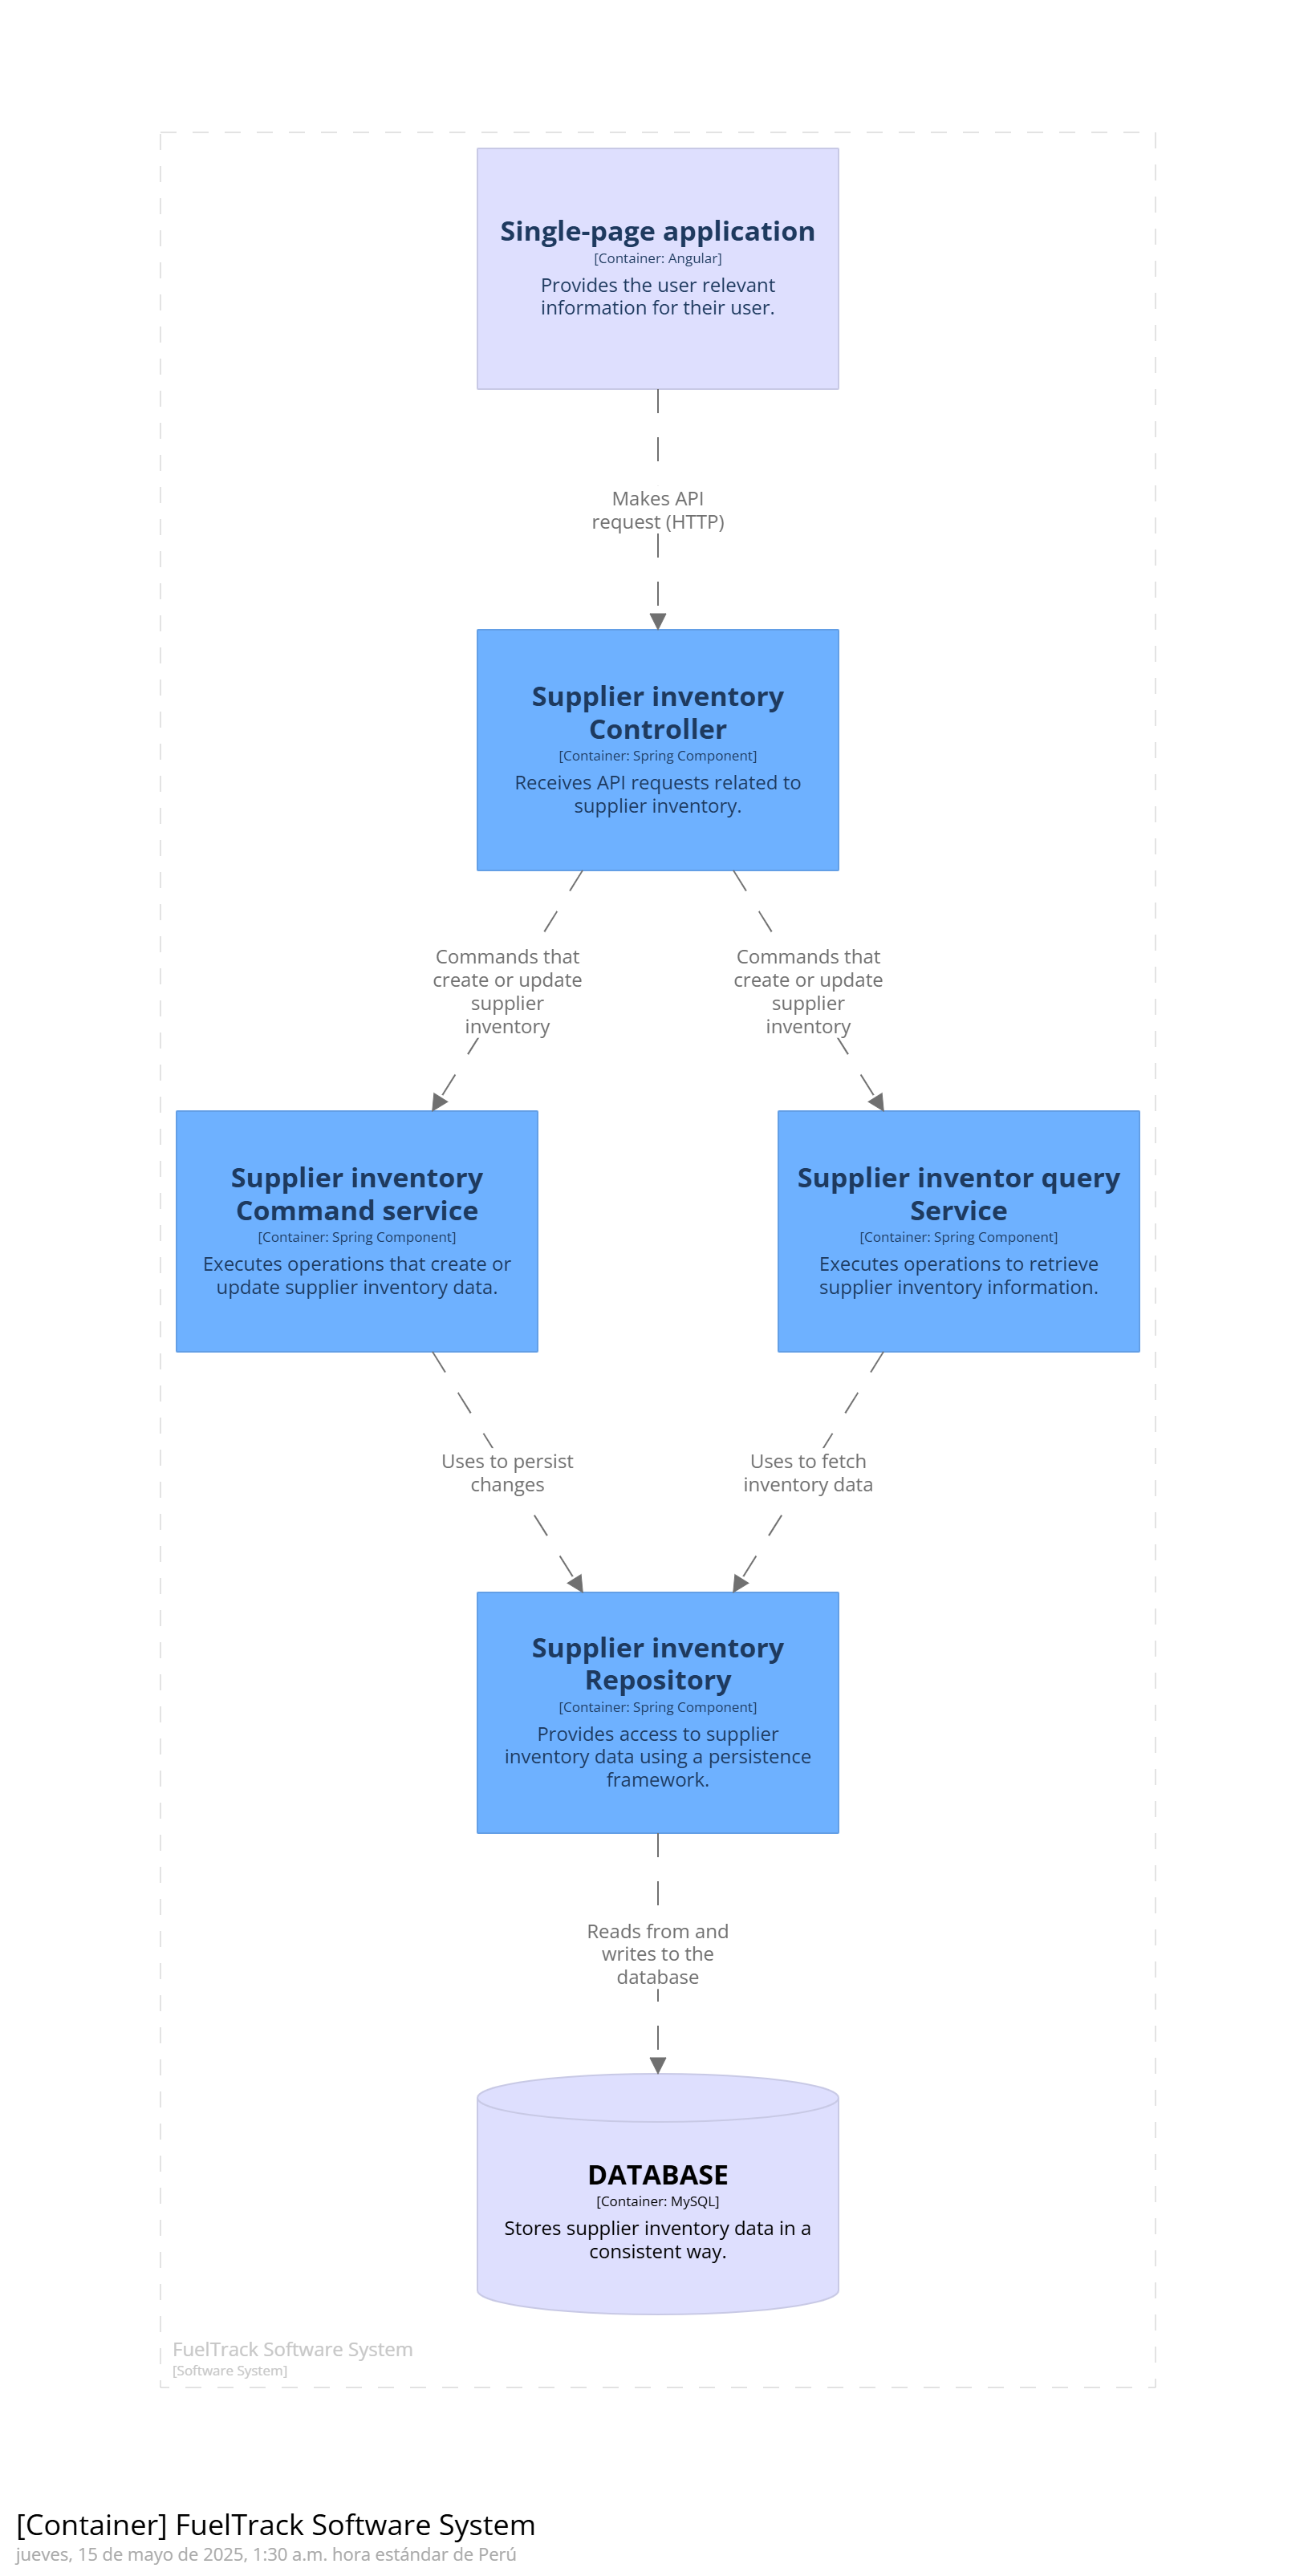 Single-page application
[Container: Angular]
Provides the user relevant
information for their user.
Makes API
request (HTTP)
Supplier inventory
Controller
[Container: Spring Component]
Receives API requests related to
supplier inventory.
Commands that
create or update
supplier
inventory
Commands that
create or update
supplier
inventory
Supplier inventory
Command service
[Container: Spring Component]
Executes operations that create or
update supplier inventory data.
Supplier inventor query
Service
[Container: Spring Component]
Executes operations to retrieve
supplier inventory information.
Uses to persist
changes
Uses to fetch
inventory data
Supplier inventory
Repository
[Container: Spring Component]
Provides access to supplier
inventory data using a persistence
framework.
Reads from and
writes to the
database
DATABASE
[Container: MySQL]
Stores supplier inventory data in a
consistent way.
FuelTrack Software System
[Software System]
[Container] FuelTrack Software System
jueves, 15 de mayo de 2025, 1:30 a.m. hora estándar de Perú